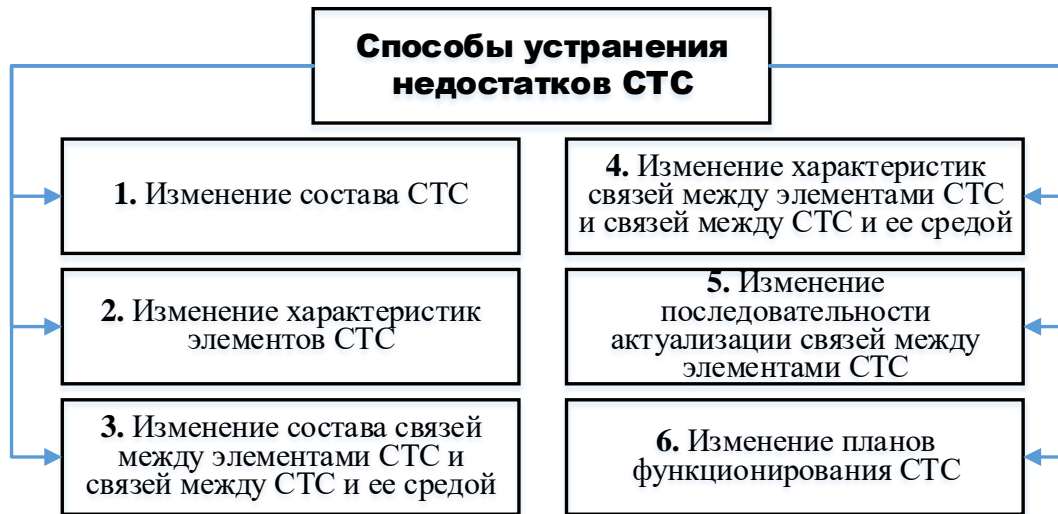 Способы устранения
недостатков СТС
1. Изменение состава СТС
2. Изменение характеристик
элементов СТС
3. Изменение состава связей
между элементами СТС и
связей между СТС и ее средой
4. Изменение характеристик
связей между элементами СТС
и связей между СТС и ее средой
5. Изменение
последовательности
актуализации связей между
элементами СТС
6. Изменение планов
функционирования СТС